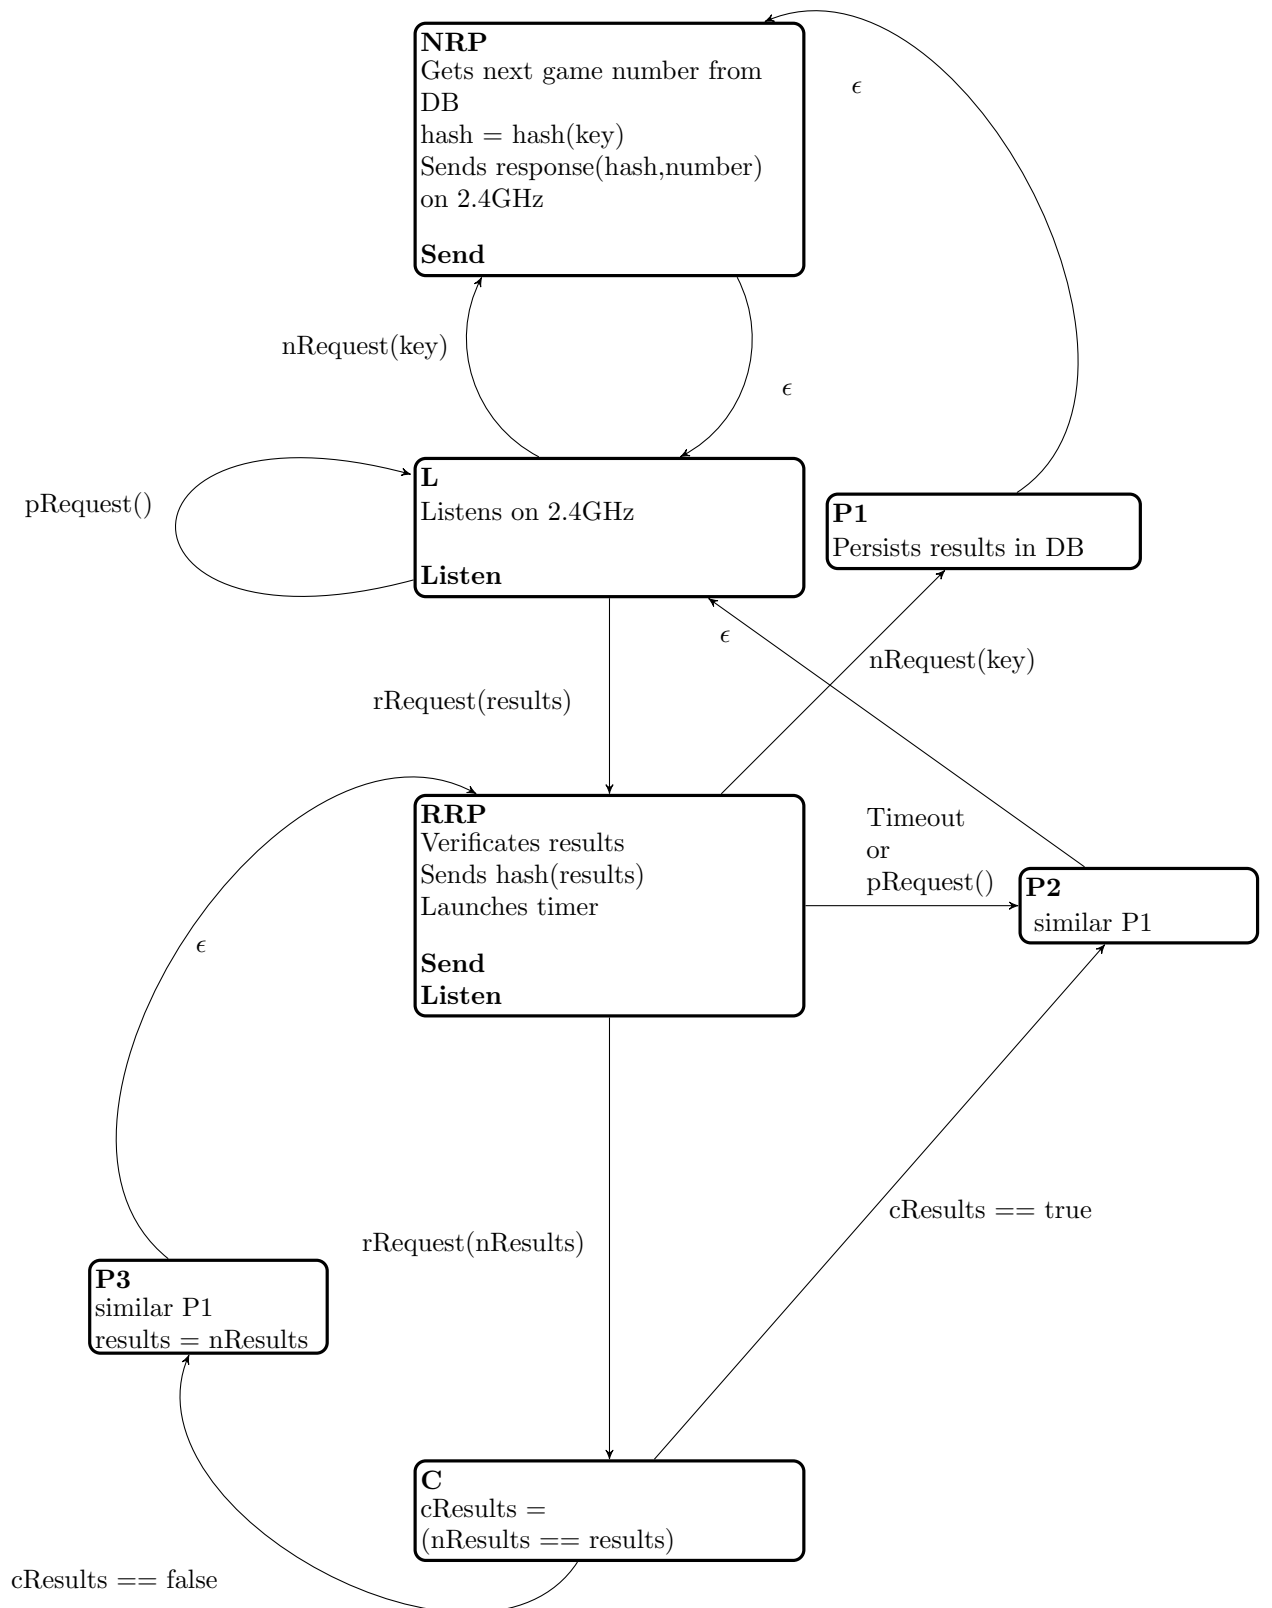 NRP
Gets next game number from
DB
hash = hash(key)
Sends response(hash,number)
on 2.4GHz
Send
ϵ
nRequest(key)
ϵ
L
Listens on 2.4GHz
Listen
pRequest()
P1
Persists results in DB
ϵ
nRequest(key)
rRequest(results)
RRP
Verificates results
Sends hash(results)
Launches timer
Send
Listen
Timeout
or
pRequest()
P2
similar P1
ϵ
cResults == true
rRequest(nResults)
P3
similar P1
results = nResults
C
cResults =
(nResults == results)
cResults == false